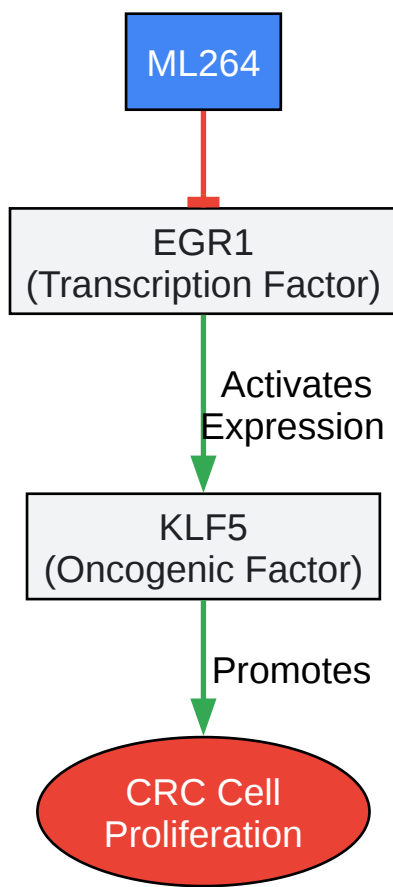 ML264
EGR1
(Transcription Factor)
Activates
Expression
KLF5
(Oncogenic Factor)
Promotes
CRC Cell
Proliferation